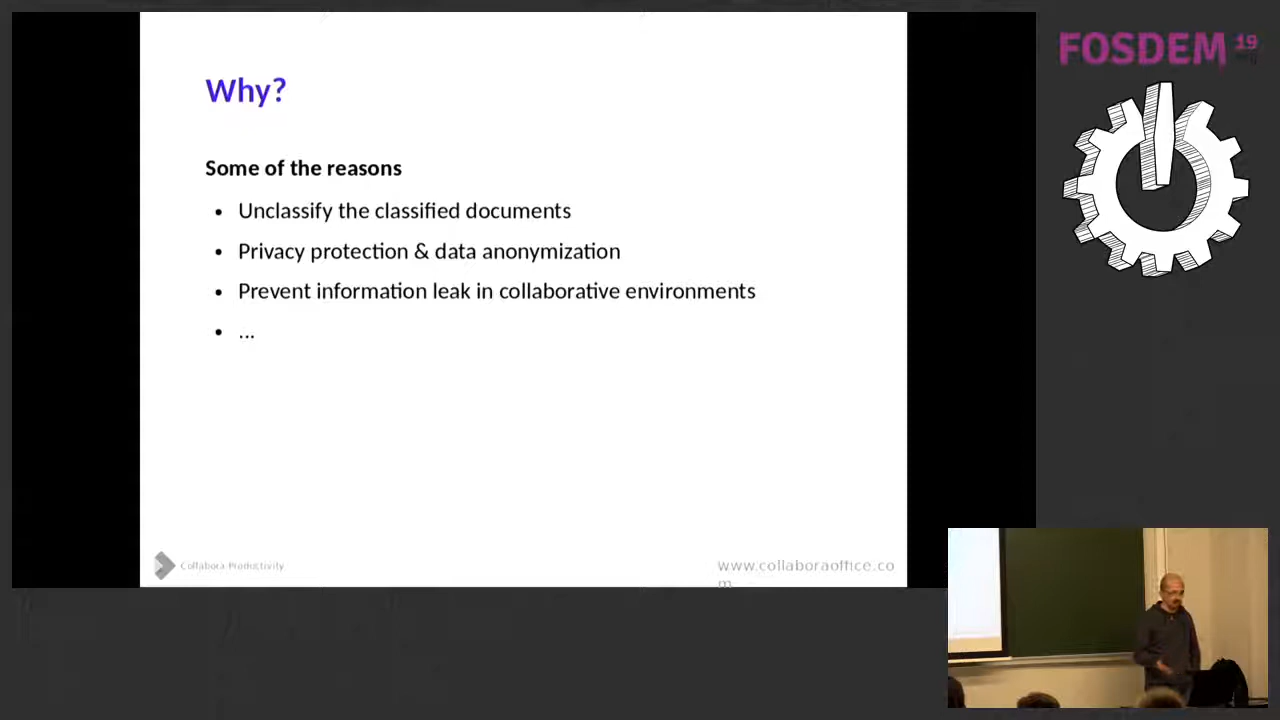 Why?
Some of the reasons
• Unclassify the classified documents
• Privacy protection & data anonymization
• Prevent information leak in collaborative environments
• ...
Collabora Productivity
www.collaboraoffice.co
m
FOSDEM 19